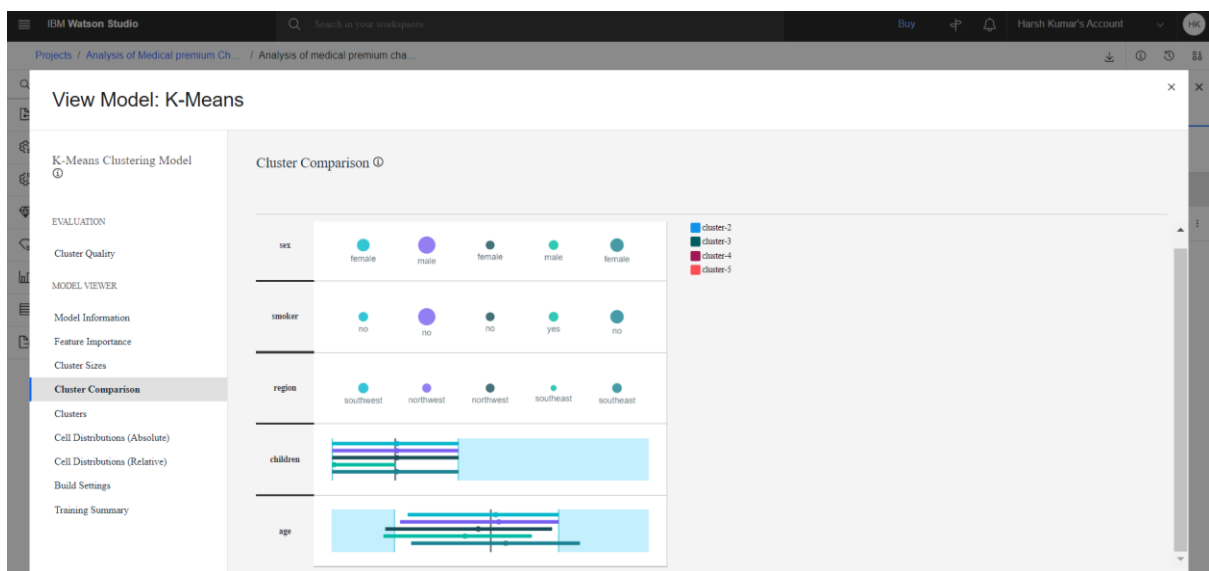 IBM Watson Studio
Search in your workspaces
Buy
Harsh Kumar's Account
HK
Projects / Analysis of Medical premium Ch... / Analysis of medical premium cha...
View Model: K-Means
K-Means Clustering Model
EVALUATION
Cluster Quality
MODEL VIEWER
Model Information
Feature Importance
Cluster Sizes
Cluster Comparison
Clusters
Cell Distributions (Absolute)
Cell Distributions (Relative)
Build Settings
Training Summary
Cluster Comparison
sex
female male female male female
smoker
no no no yes no
region
southwest northwest northwest southeast southeast
children
age
cluster-2
cluster-3
cluster-4
cluster-5